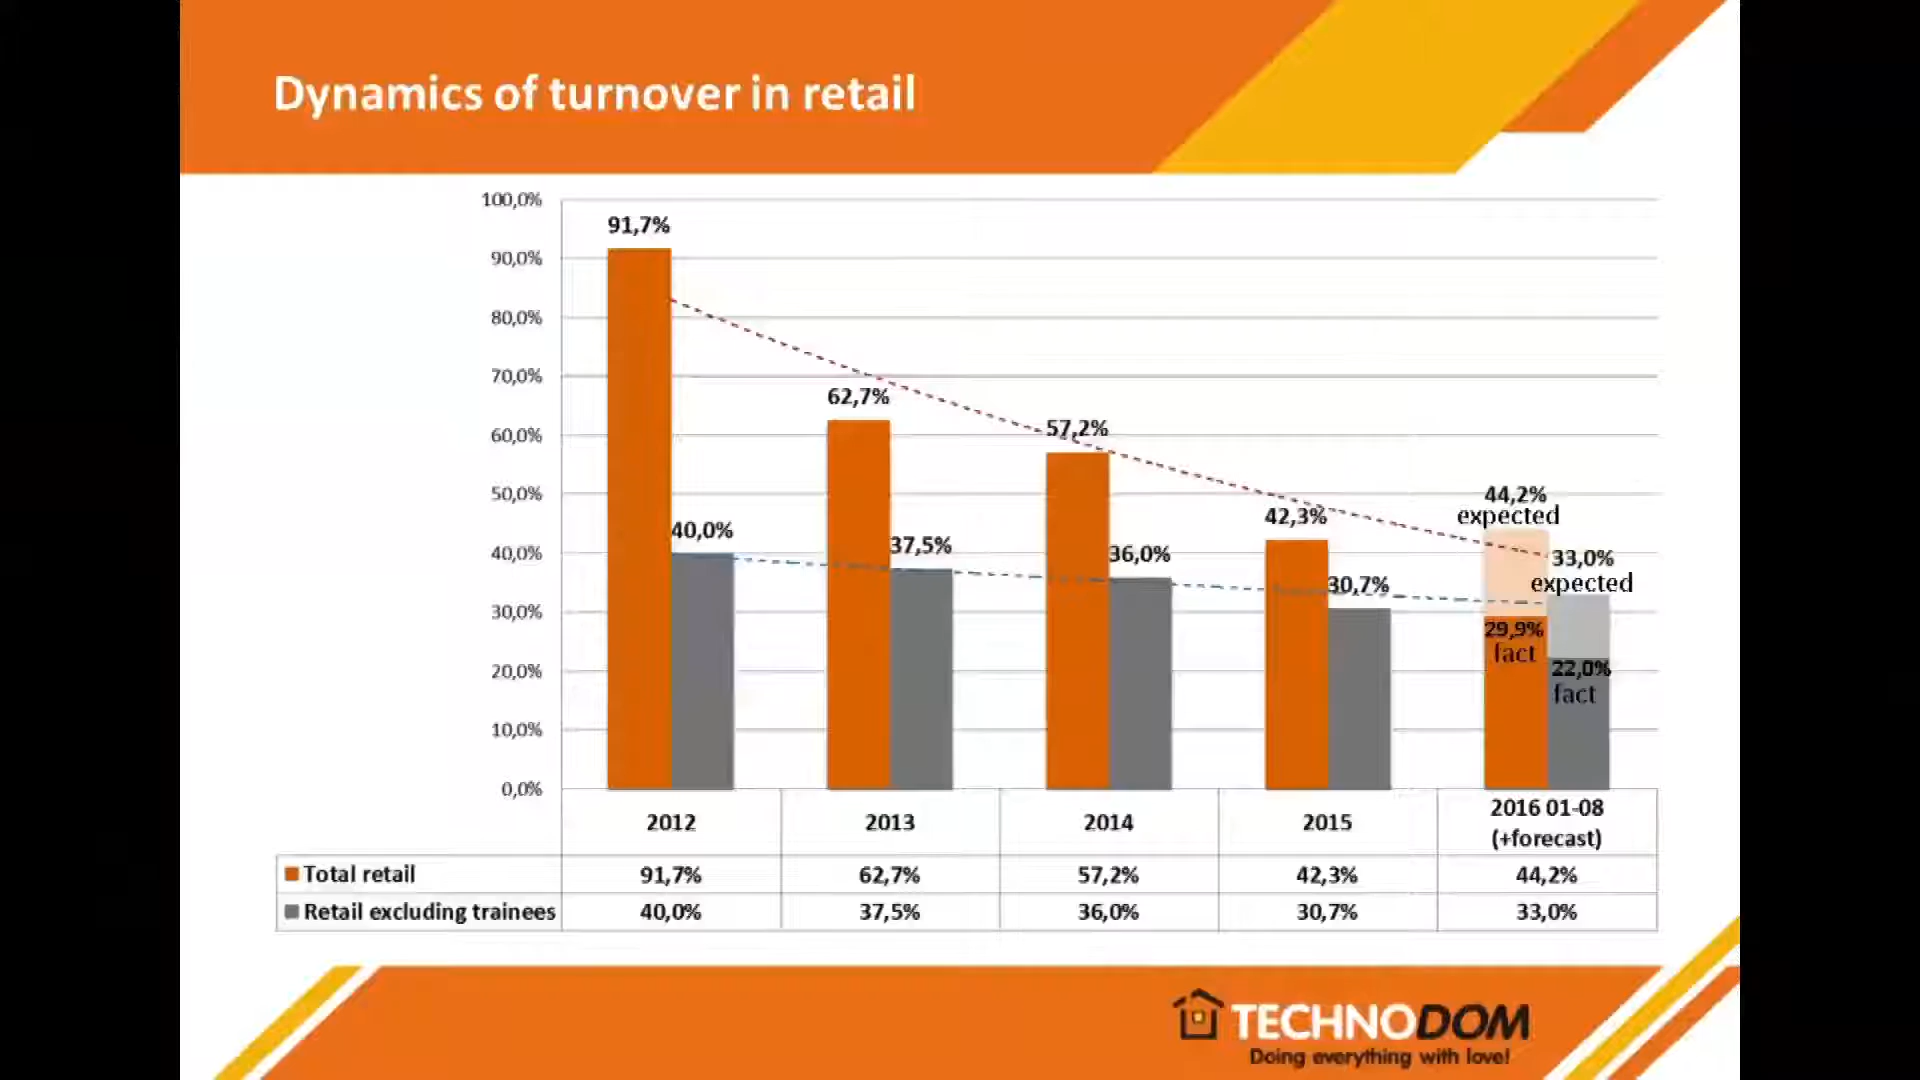 Dynamics of turnover in retail
100,0%
90,0%
80,0%
70,0%
60,0%
50,0%
40,0%
30,0%
20,0%
10,0%
0,0%
91,7%
40,0%
62,7%
37,5%
57,2%
36,0%
42,3%
30,7%
44,2%
expected
33,0%
expected
29,9%
fact
22,0%
fact
2012 2013 2014 2015 2016 01-08
(+forecast)
Total retail 91,7% 62,7% 57,2% 42,3% 44,2%
Retail excluding trainees 40,0% 37,5% 36,0% 30,7% 33,0%
TECHNODOM
Doing everything with love!